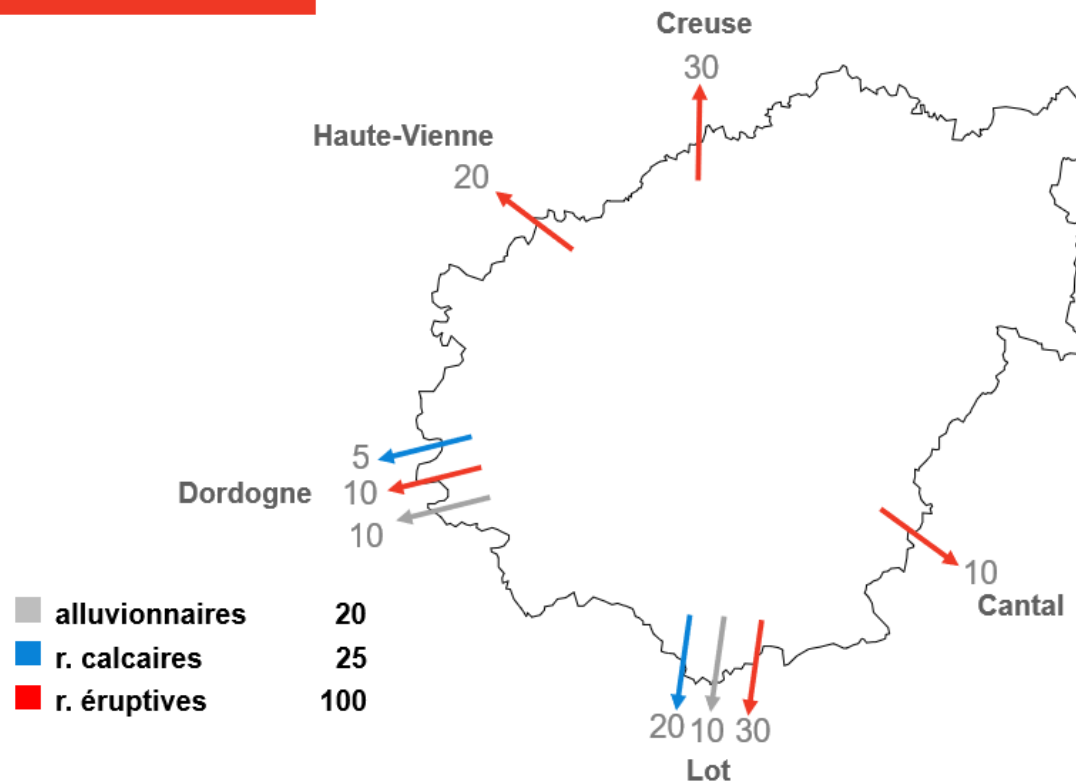 Creuse
30
Haute-Vienne
20
5
Dordogne
10
10
10
Cantal
alluvionnaires 20
r. calcaires 25
r. éruptives 100
20 10 30
Lot